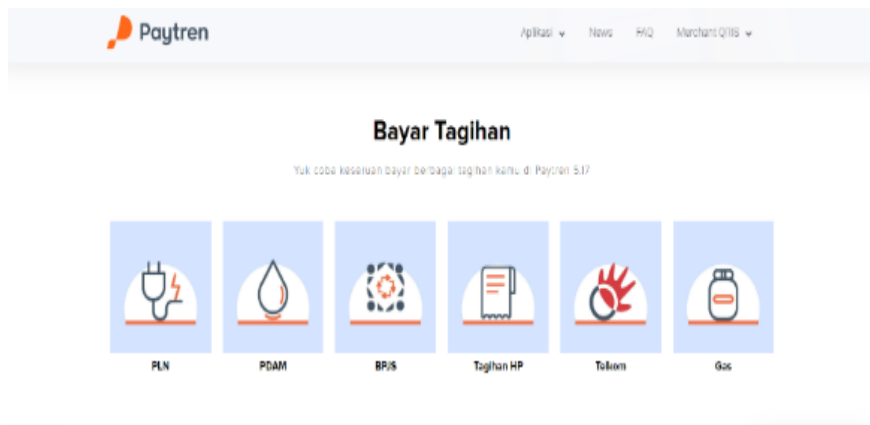 Paytren
Aplikasi News FAQ Merchant QRIS
Bayar Tagihan
Yuk coba keseruan bayar berbagai tagihan kamu di Paytren 5.17
PLN PDAM BPJS Tagihan HP Telkom Gas